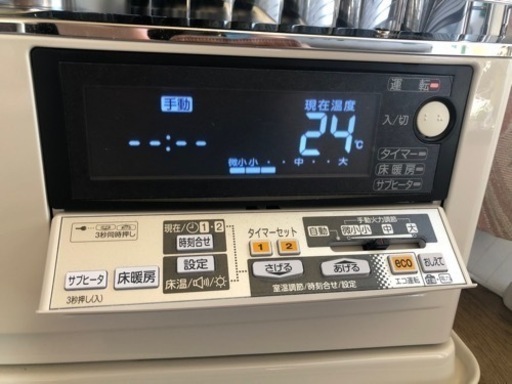 運転
手動
現在温度
入/切
--:--
24℃
微小 小 ・ ・ 中 ・ ・ 大
タイマー
床暖房
サブヒーター
3秒同時押し
現在/1・2
時刻合せ
タイマーセット
1 2
手動火力調節
自動 微小 小 中 大
サブヒータ
床暖房
設定
さげる
あげる
eco
おしえて
3秒押し(入)
床温/
室温調節/時刻合せ/設定
エコ運転